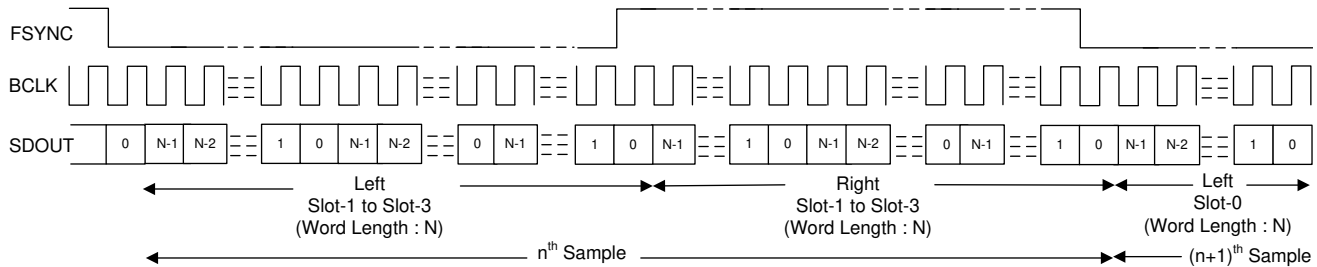 FSYNC
BCLK
SDOUT 0 N-1 N-2 1 0 N-1 N-2 0 N-1 1 0 N-1 1 0 N-1 N-2 0 N-1 1 0 N-1 N-2 1 0
Left Right Left
Slot-1 to Slot-3 Slot-1 to Slot-3 Slot-0
(Word Length : N) (Word Length : N) (Word Length : N)
nth Sample (n+1)th Sample